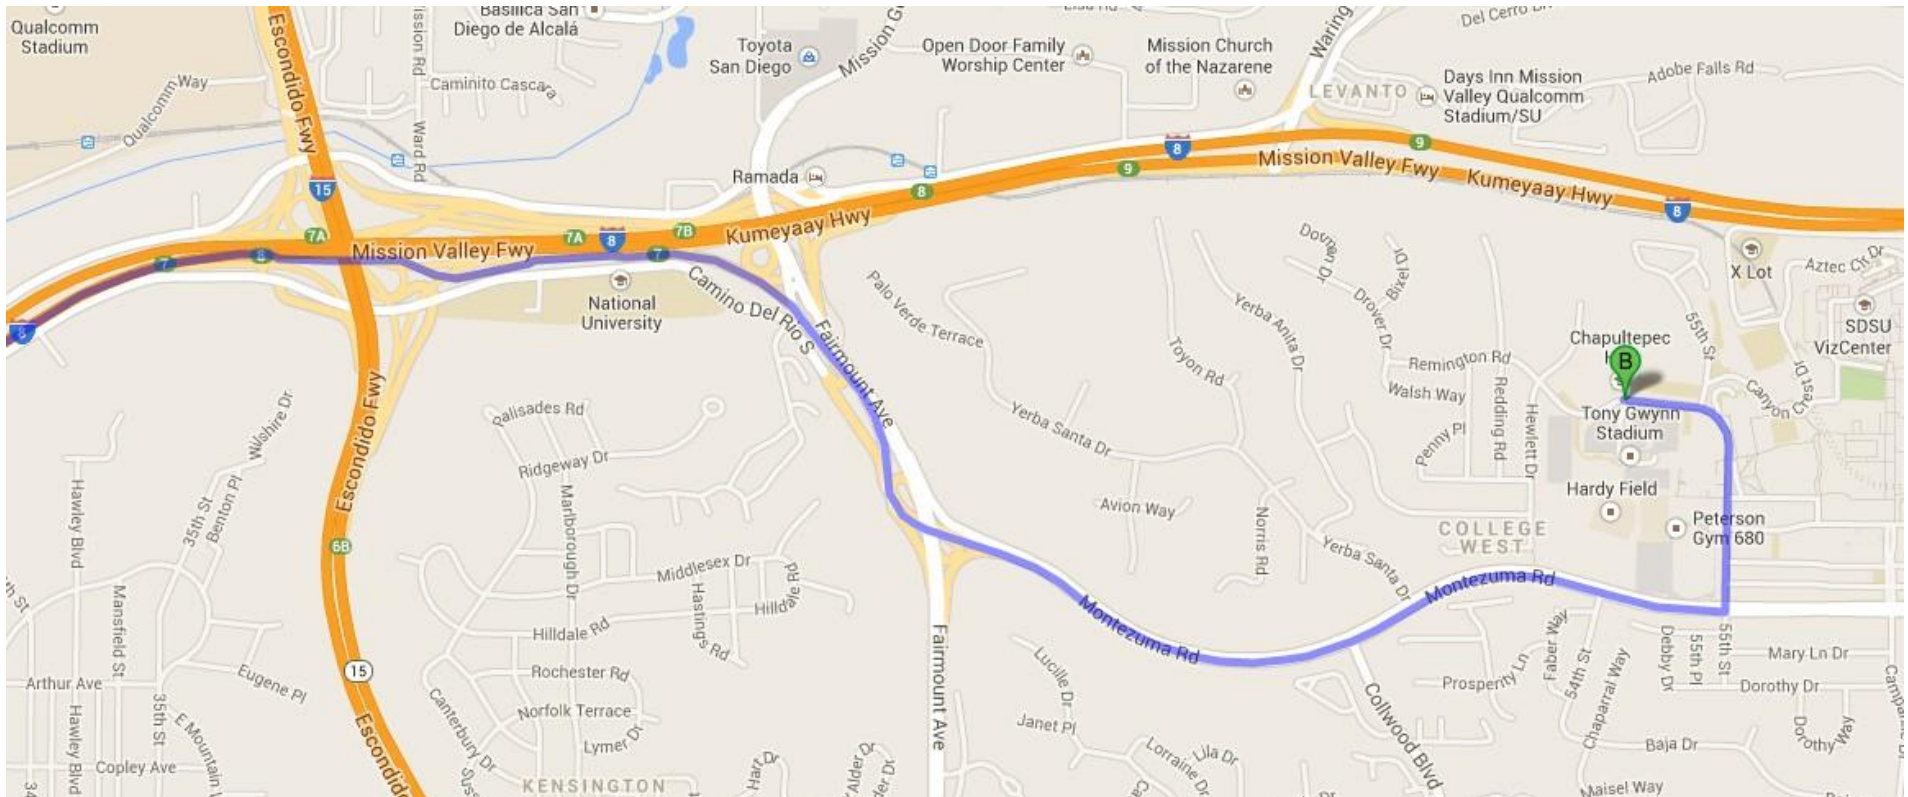 Qualcomm
Stadium
Escondido Fwy
ission Rd
Basilica San
Diego de Alcalá
Toyota
San Diego
Mission G
Open Door Family
Worship Center
Mission Church
of the Nazarene
Waring
Del Cerro
LEVANTO
Days Inn Mission
Valley Qualcomm
Stadium/SU
Adobe Falls Rd
Qualcomm Way
Caminito Cascara
Ward Rd
Ramada
15
8
9
9
8
Mission Valley Fwy
Kumeyaay Hwy
8
7A
7A
8
7B
Kumeyaay Hwy
Mission Valley Fwy
7
8
7
8
National
University
Camino Del Rio S
Fairmount Ave
Palo Verde Terrace
Yerba Anita Dr
Drover Dr
Bixel Dr
X Lot
Aztec Cir Dr
SDSU
VizCenter
55th St
Chapultepec
B
Remington Rd
Toyon Rd
Walsh Way
Redding Rd
Hewlett Dr
Penny Pl
Canyon Crest Dr
Tony Gwynn
Stadium
Hardy Field
Peterson
Gym 680
COLLEGE
WEST
Yerba Santa Dr
Avion Way
Norris Rd
Yerba Santa Dr
Montezuma Rd
Montezuma Rd
Escondido Fwy
6B
15
Escondido
Wilshire Dr
Benton Pl
35th St
Hawley Blvd
Palisades Rd
Ridgeway Dr
Marlborough Dr
Middlesex Dr
Hastings Rd
Hilldale Rd
Hilldale Rd
Rochester Rd
Norfolk Terrace
Lymer Dr
Canterbury Dr
KENSINGTON
Hart Dr
Alder Dr
der Dr
Fairmount Ave
Mansfield St
Eugene Pl
Arthur Ave
35th St
Hawley Blvd
E Mountain
Copley Ave
34
th St
Lucille Dr
Janet Pl
Lorraine Dr
Lila Dr
Collwood Blvd
Prosperity Ln
Faber Way
54th St
Chaparral Way
Debby Dr
55th Pl
55th St
Mary Ln Dr
Dorothy Dr
Dorothy Way
Baja Dr
Maisel Way